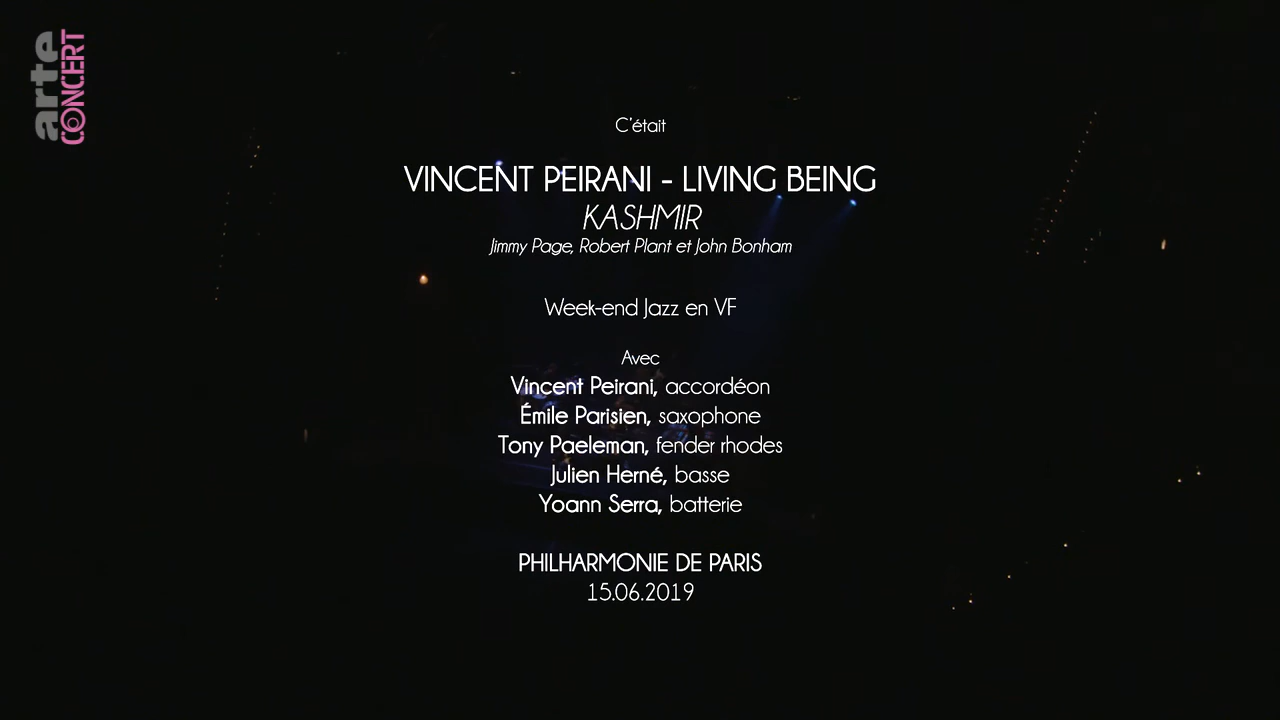 arte
CONCERT
C'était
VINCENT PEIRANI - LIVING BEING
KASHMIR
Jimmy Page, Robert Plant et John Bonham
Week-end Jazz en VF
Avec
Vincent Peirani, accordéon
Émile Parisien, saxophone
Tony Paeleman, fender rhodes
Julien Herné, basse
Yoann Serra, batterie
PHILHARMONIE DE PARIS
15.06.2019